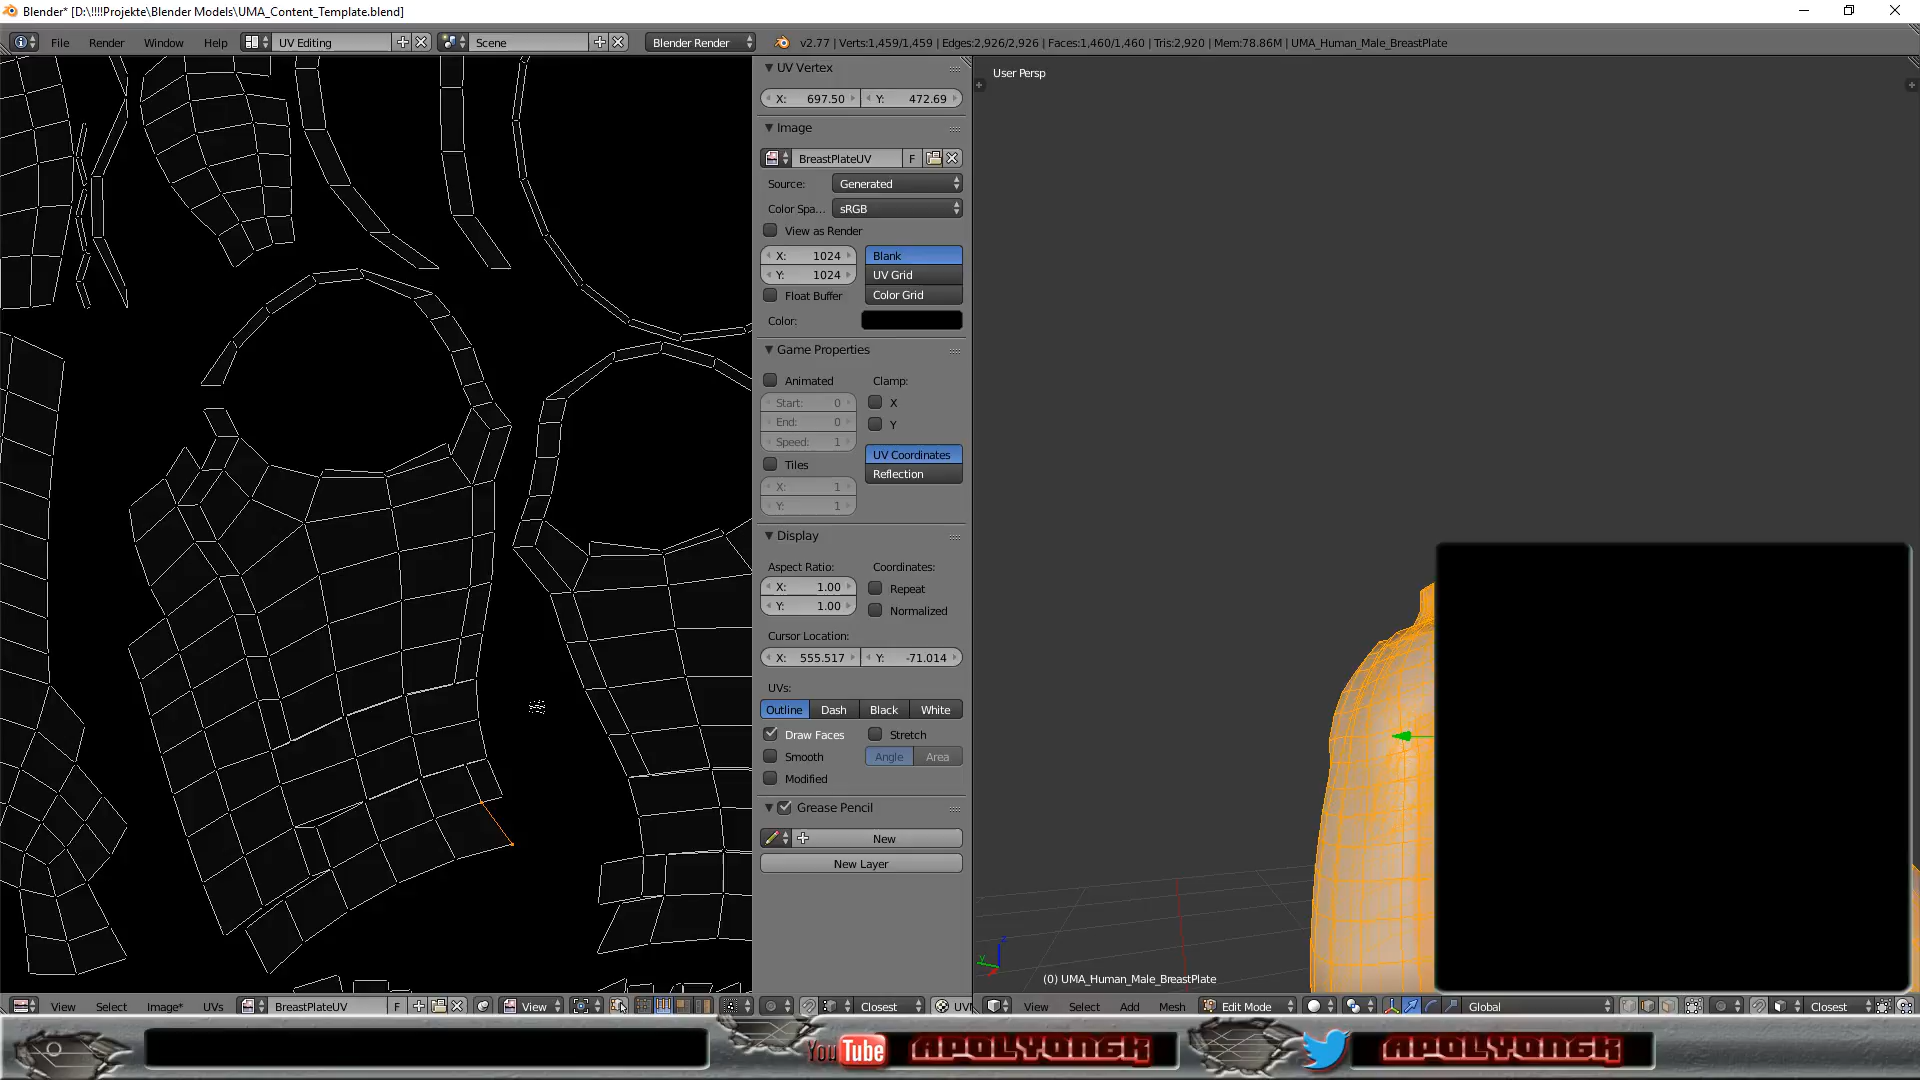 Blender* [D:\!!!!Projekte\Blender Models\UMA_Content_Template.blend]
File Render Window Help UV Editing Scene Blender Render v2.77 | Verts:1,459/1,459 | Edges:2,926/2,926 | Faces:1,460/1,460 | Tris:2,920 | Mem:78.86M | UMA_Human_Male_BreastPlate
UV Vertex
X: 697.50 Y: 472.69
Image
BreastPlateUV F
Source: Generated
Color Spa... sRGB
View as Render
X: 1024 Blank
Y: 1024 UV Grid
Float Buffer Color Grid
Color:
Game Properties
Animated Clamp:
Start: 0 X
End: 0 Y
Speed: 1
UV Coordinates
Tiles Reflection
X: 1
Y: 1
Display
Aspect Ratio: Coordinates:
X: 1.00 Repeat
Y: 1.00 Normalized
Cursor Location:
X: 555.517 Y: -71.014
UVs:
Outline Dash Black White
Draw Faces Stretch
Smooth Angle Area
Modified
Grease Pencil
New
New Layer
User Persp
z
y
(0) UMA_Human_Male_BreastPlate
View Select Image* UVs BreastPlateUV F View Closest UVM
View Select Add Mesh Edit Mode Global Closest
YouTube APOLYONGK APOLYONGK